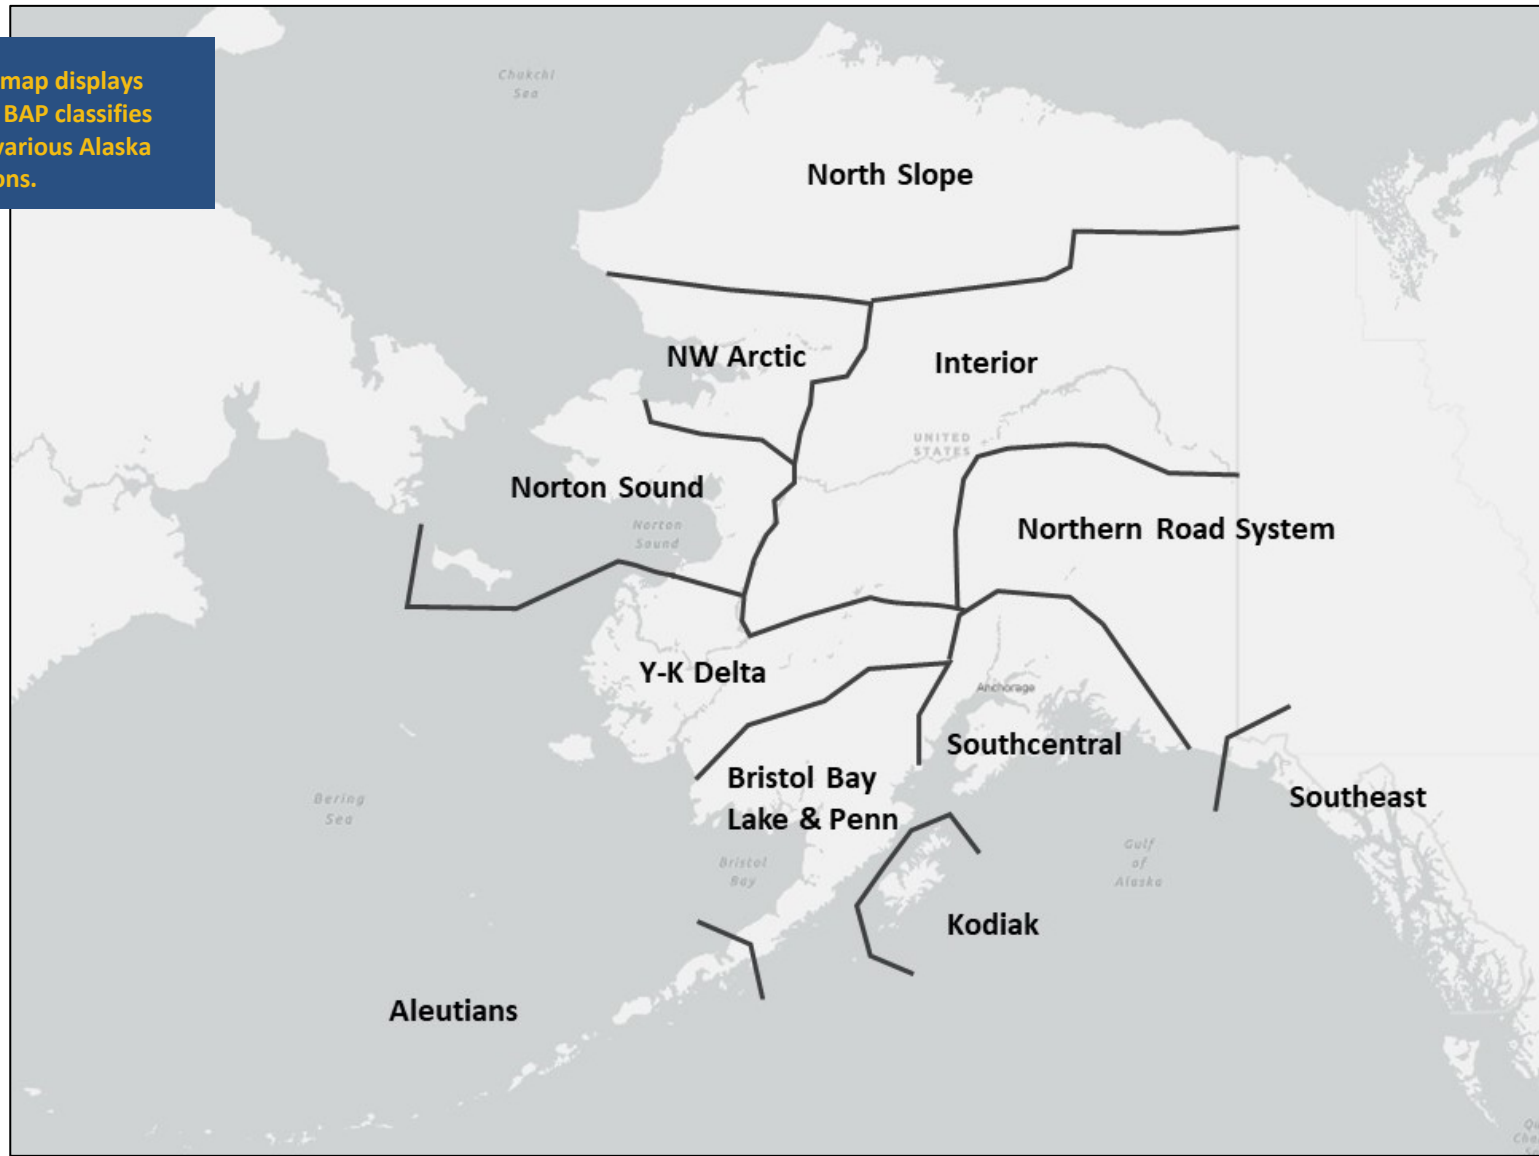 map displays
BAP classifies
various Alaska
ons.
Chukchi
Sea
North Slope
NW Arctic
Interior
UNITED
STATES
Norton Sound
Norton
Sound
Northern Road System
Y-K Delta
Anchorage
Southcentral
Bristol Bay
Lake & Penn
Southeast
Bering
Sea
Bristol
Bay
Gulf
of
Alaska
Kodiak
Aleutians